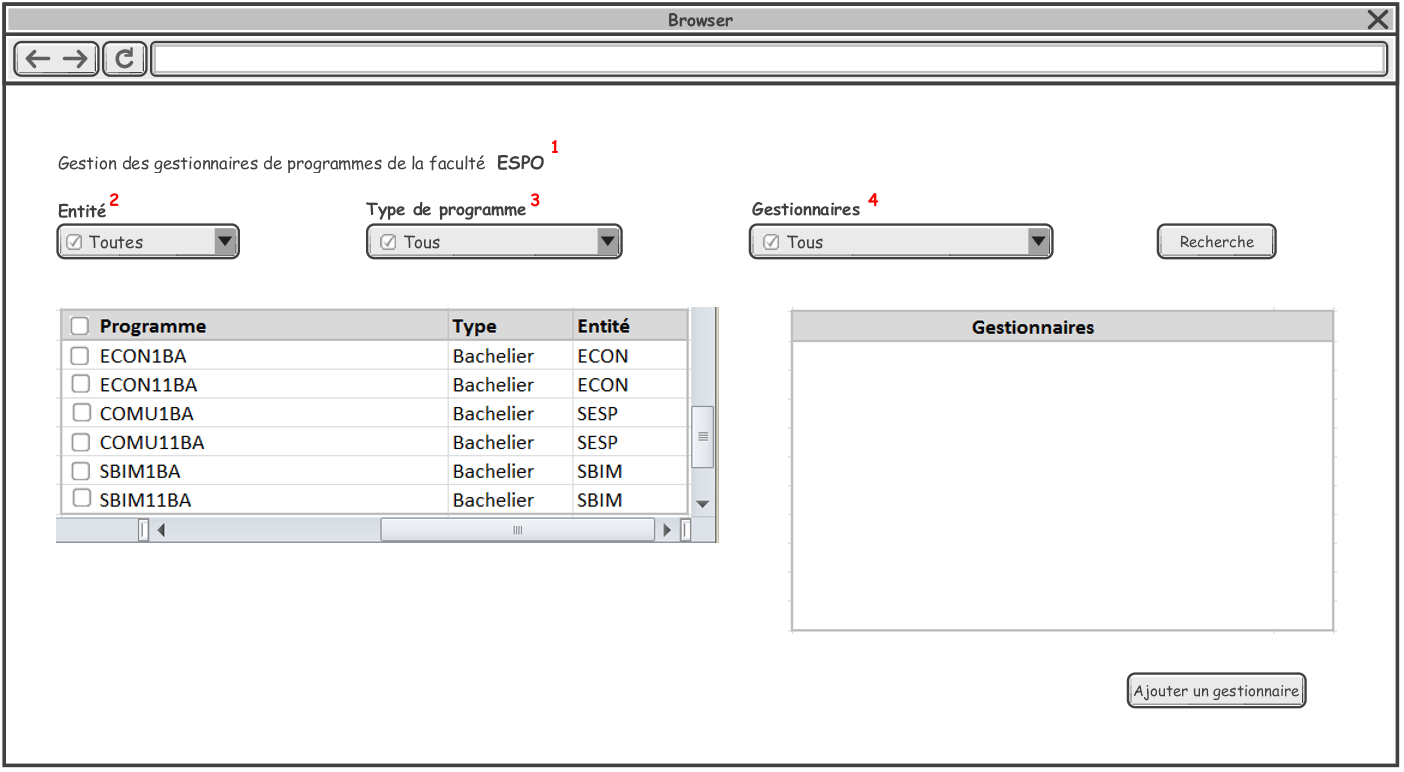 Browser
Gestion des gestionnaires de programmes de la faculté ESPO 1
Entité 2 Type de programme 3 Gestionnaires 4
Toutes Tous Tous Recherche
Programme Type Entité Gestionnaires
ECON1BA Bachelier ECON
ECON11BA Bachelier ECON
COMU1BA Bachelier SESP
COMU11BA Bachelier SESP
SBIM1BA Bachelier SBIM
SBIM11BA Bachelier SBIM
Ajouter un gestionnaire